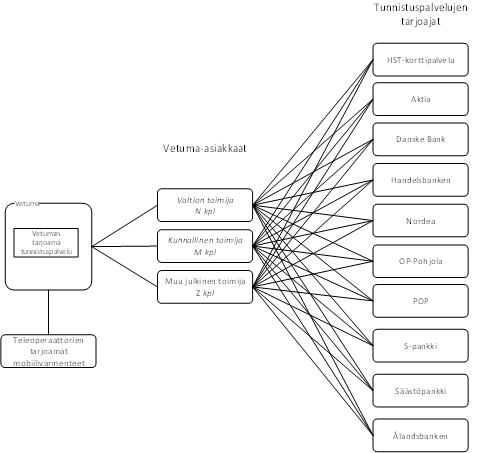 Tunnistuspalvelujen
tarjoajat
HST-korttipalvelu
Aktia
Danske Bank
Vetuma-asiakkaat
Handelsbanken
Valtion toimija
N kpl
Vetuma
Nordea
Vetuman
tarjoama
tunnistuspalvelu
Kunnallinen toimija
M kpl
OP-Pohjola
Muu julkinen toimija
Z kpl
POP
Teleoperaattorien
tarjoamat
mobiilivarmenteet
S-pankki
Säästöpankki
Ålandsbanken